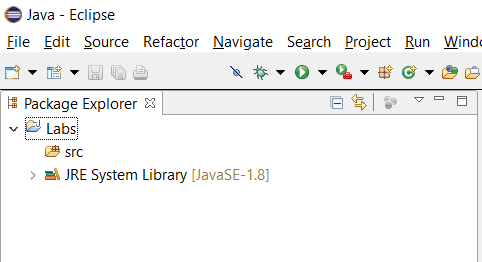 Java - Eclipse
File Edit Source Refactor Navigate Search Project Run
Package Explorer
Labs
src
JRE System Library [JavaSE-1.8]